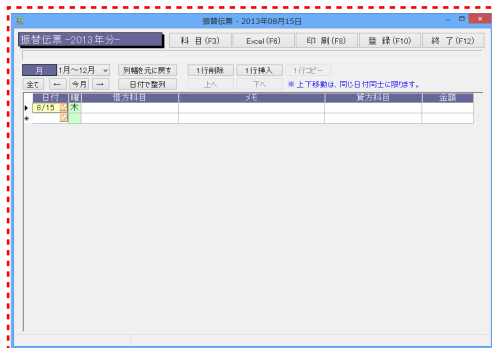 振替伝票 - 2013年08月15日
振替伝票 -2013年分-
科 目 (F3) Excel (F6) 印 刷 (F8) 登 録 (F10) 終 了 (F12)
月 1月～12月 列幅を元に戻す 1行削除 1行挿入 1行コピー
全て ← 今月 → 日付で整列 上へ 下へ ※ 上下移動は、同じ日付同士に限ります。
日付 曜 借方科目 メモ 貸方科目 金額
8/15 木